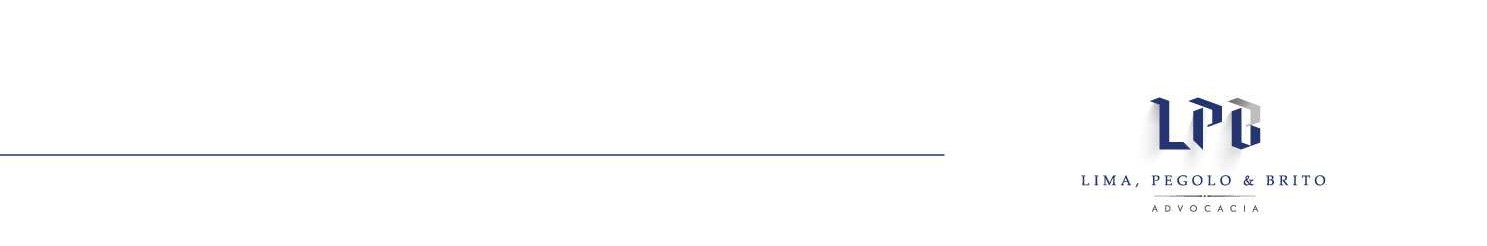 LPB
LIMA, PEGOLO & BRITO
ADVOCACIA